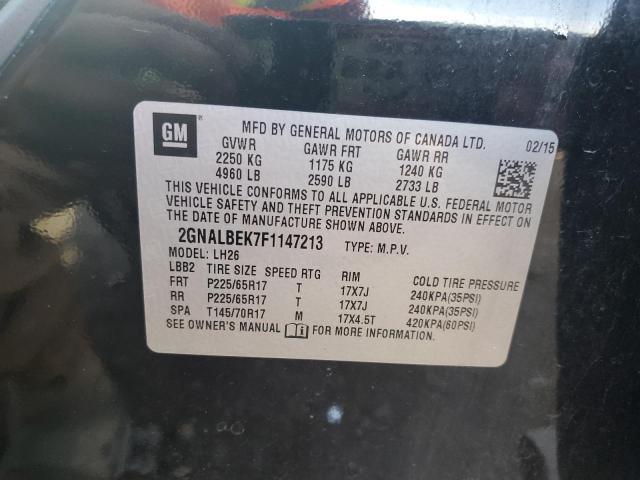 GM
MFD BY GENERAL MOTORS OF CANADA LTD. 02/15
GVWR GAWR FRT GAWR RR
2250 KG 1175 KG 1240 KG
4960 LB 2590 LB 2733 LB
THIS VEHICLE CONFORMS TO ALL APPLICABLE U.S. FEDERAL MOTOR
VEHICLE SAFETY AND THEFT PREVENTION STANDARDS IN EFFECT ON
THE DATE OF MANUFACTURE SHOWN ABOVE.
2GNALBEK7F1147213 TYPE: M.P.V.
MODEL: LH26
LBB2 TIRE SIZE SPEED RTG RIM COLD TIRE PRESSURE
FRT P225/65R17 T 17X7J 240KPA(35PSI)
RR P225/65R17 T 17X7J 240KPA(35PSI)
SPA T145/70R17 M 17X4.5T 420KPA(60PSI)
SEE OWNER'S MANUAL FOR MORE INFORMATION.